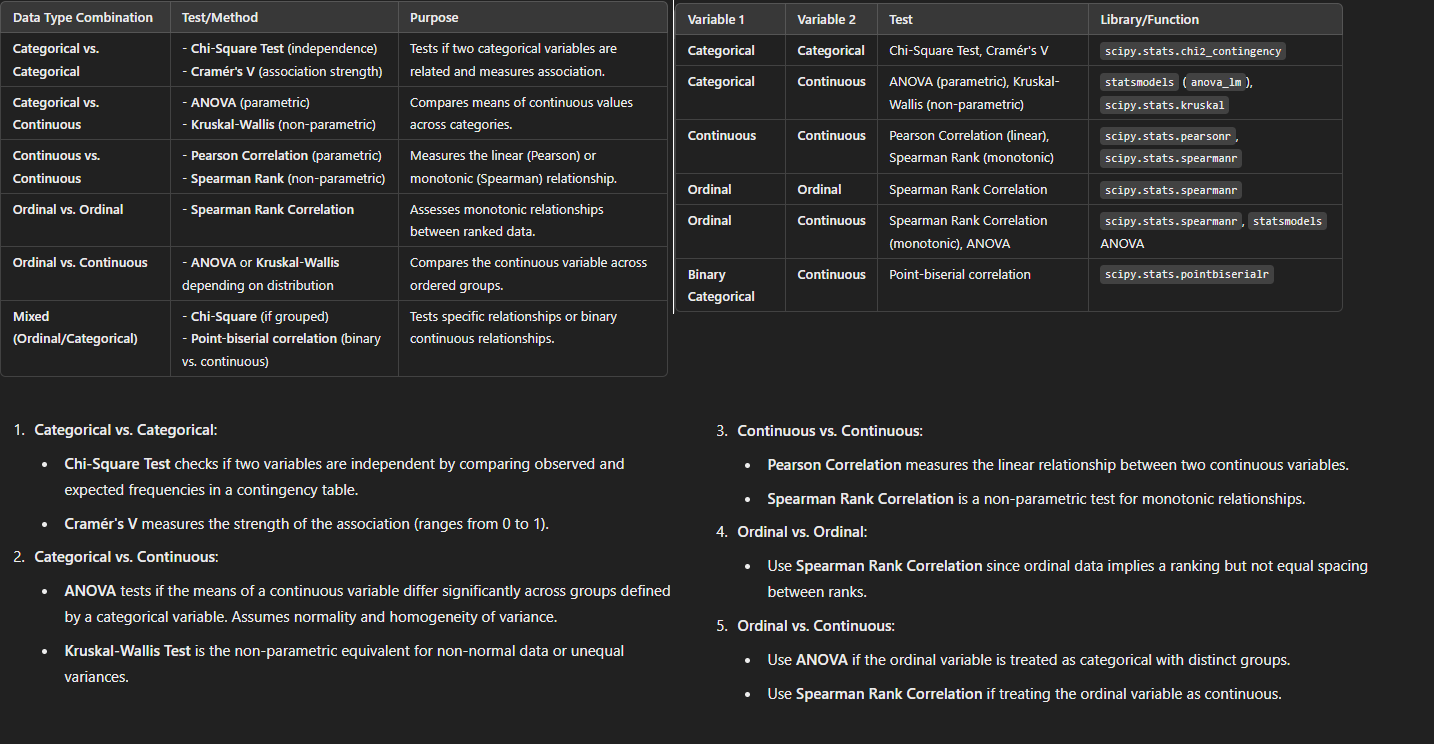 Data Type Combination Test/Method Purpose
Categorical vs. Categorical - Chi-Square Test (independence) Tests if two categorical variables are
- Cramér's V (association strength) related and measures association.
Categorical vs. Continuous - ANOVA (parametric) Compares means of continuous values
- Kruskal-Wallis (non-parametric) across categories.
Continuous vs. Continuous - Pearson Correlation (parametric) Measures the linear (Pearson) or
- Spearman Rank (non-parametric) monotonic (Spearman) relationship.
Ordinal vs. Ordinal - Spearman Rank Correlation Assesses monotonic relationships
between ranked data.
Ordinal vs. Continuous - ANOVA or Kruskal-Wallis Compares the continuous variable across
depending on distribution ordered groups.
Mixed - Chi-Square (if grouped) Tests specific relationships or binary
(Ordinal/Categorical) - Point-biserial correlation (binary continuous relationships.
vs. continuous)
Variable 1 Variable 2 Test Library/Function
Categorical Categorical Chi-Square Test, Cramér's V scipy.stats.chi2_contingency
Categorical Continuous ANOVA (parametric), Kruskal- statsmodels (anova_lm),
Wallis (non-parametric) scipy.stats.kruskal
Continuous Continuous Pearson Correlation (linear), scipy.stats.pearsonr,
Spearman Rank (monotonic) scipy.stats.spearmanr
Ordinal Ordinal Spearman Rank Correlation scipy.stats.spearmanr
Ordinal Continuous Spearman Rank Correlation scipy.stats.spearmanr, statsmodels
(monotonic), ANOVA ANOVA
Binary Continuous Point-biserial correlation scipy.stats.pointbiserialr
Categorical
1. Categorical vs. Categorical:
• Chi-Square Test checks if two variables are independent by comparing observed and
expected frequencies in a contingency table.
• Cramér's V measures the strength of the association (ranges from 0 to 1).
2. Categorical vs. Continuous:
• ANOVA tests if the means of a continuous variable differ significantly across groups defined
by a categorical variable. Assumes normality and homogeneity of variance.
• Kruskal-Wallis Test is the non-parametric equivalent for non-normal data or unequal
variances.
3. Continuous vs. Continuous:
• Pearson Correlation measures the linear relationship between two continuous variables.
• Spearman Rank Correlation is a non-parametric test for monotonic relationships.
4. Ordinal vs. Ordinal:
• Use Spearman Rank Correlation since ordinal data implies a ranking but not equal spacing
between ranks.
5. Ordinal vs. Continuous:
• Use ANOVA if the ordinal variable is treated as categorical with distinct groups.
• Use Spearman Rank Correlation if treating the ordinal variable as continuous.